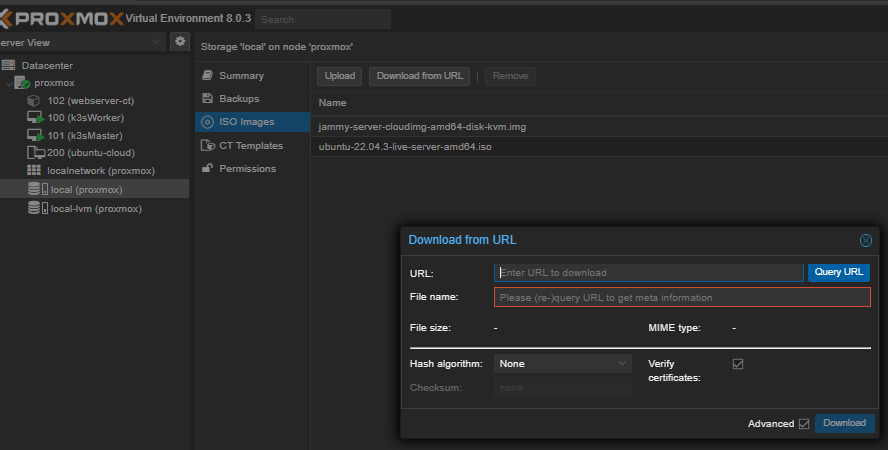 PROXMOX Virtual Environment 8.0.3 Search
erver View
Storage 'local' on node 'proxmox'
Datacenter
proxmox
102 (webserver-ct)
100 (k3sWorker)
101 (k3sMaster)
200 (ubuntu-cloud)
localnetwork (proxmox)
local (proxmox)
local-lvm (proxmox)
Summary
Backups
ISO Images
CT Templates
Permissions
Upload Download from URL Remove
Name
jammy-server-cloudimg-amd64-disk-kvm.img
ubuntu-22.04.3-live-server-amd64.iso
Download from URL
URL: Enter URL to download Query URL
File name: Please (re-)query URL to get meta information
File size: - MIME type: -
Hash algorithm: None Verify
certificates:
Checksum: none
Advanced Download